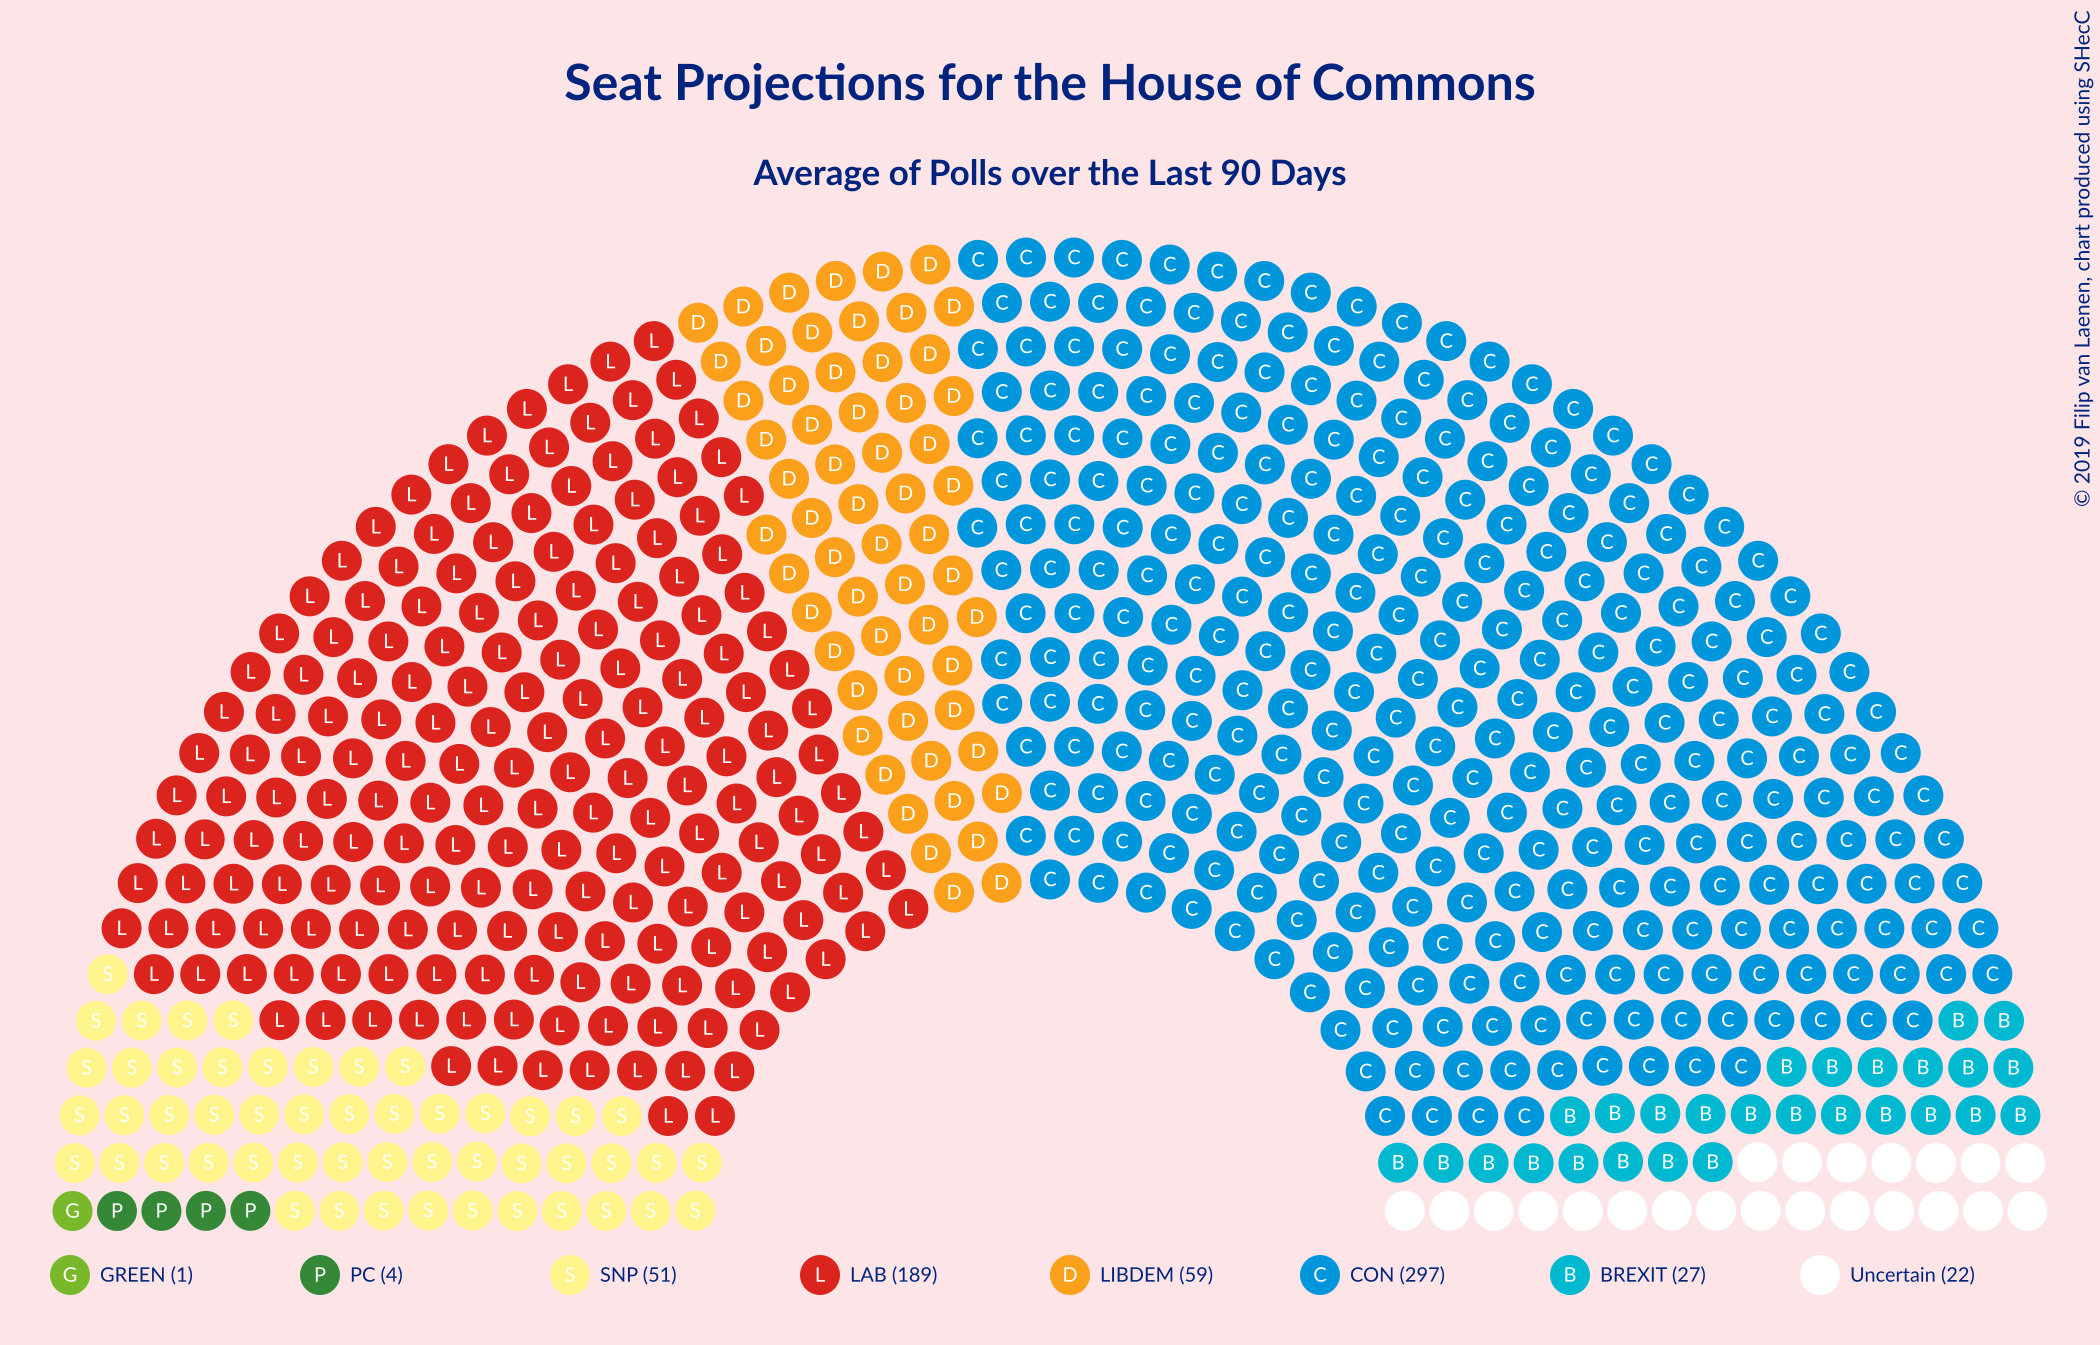 Seat Projections for the House of Commons
Average of Polls over the Last 90 Days
© 2019 Filip van Laenen, chart produced using SHecC
G GREEN (1)
P PC (4)
S SNP (51)
L LAB (189)
D LIBDEM (59)
C CON (297)
B BREXIT (27)
Uncertain (22)